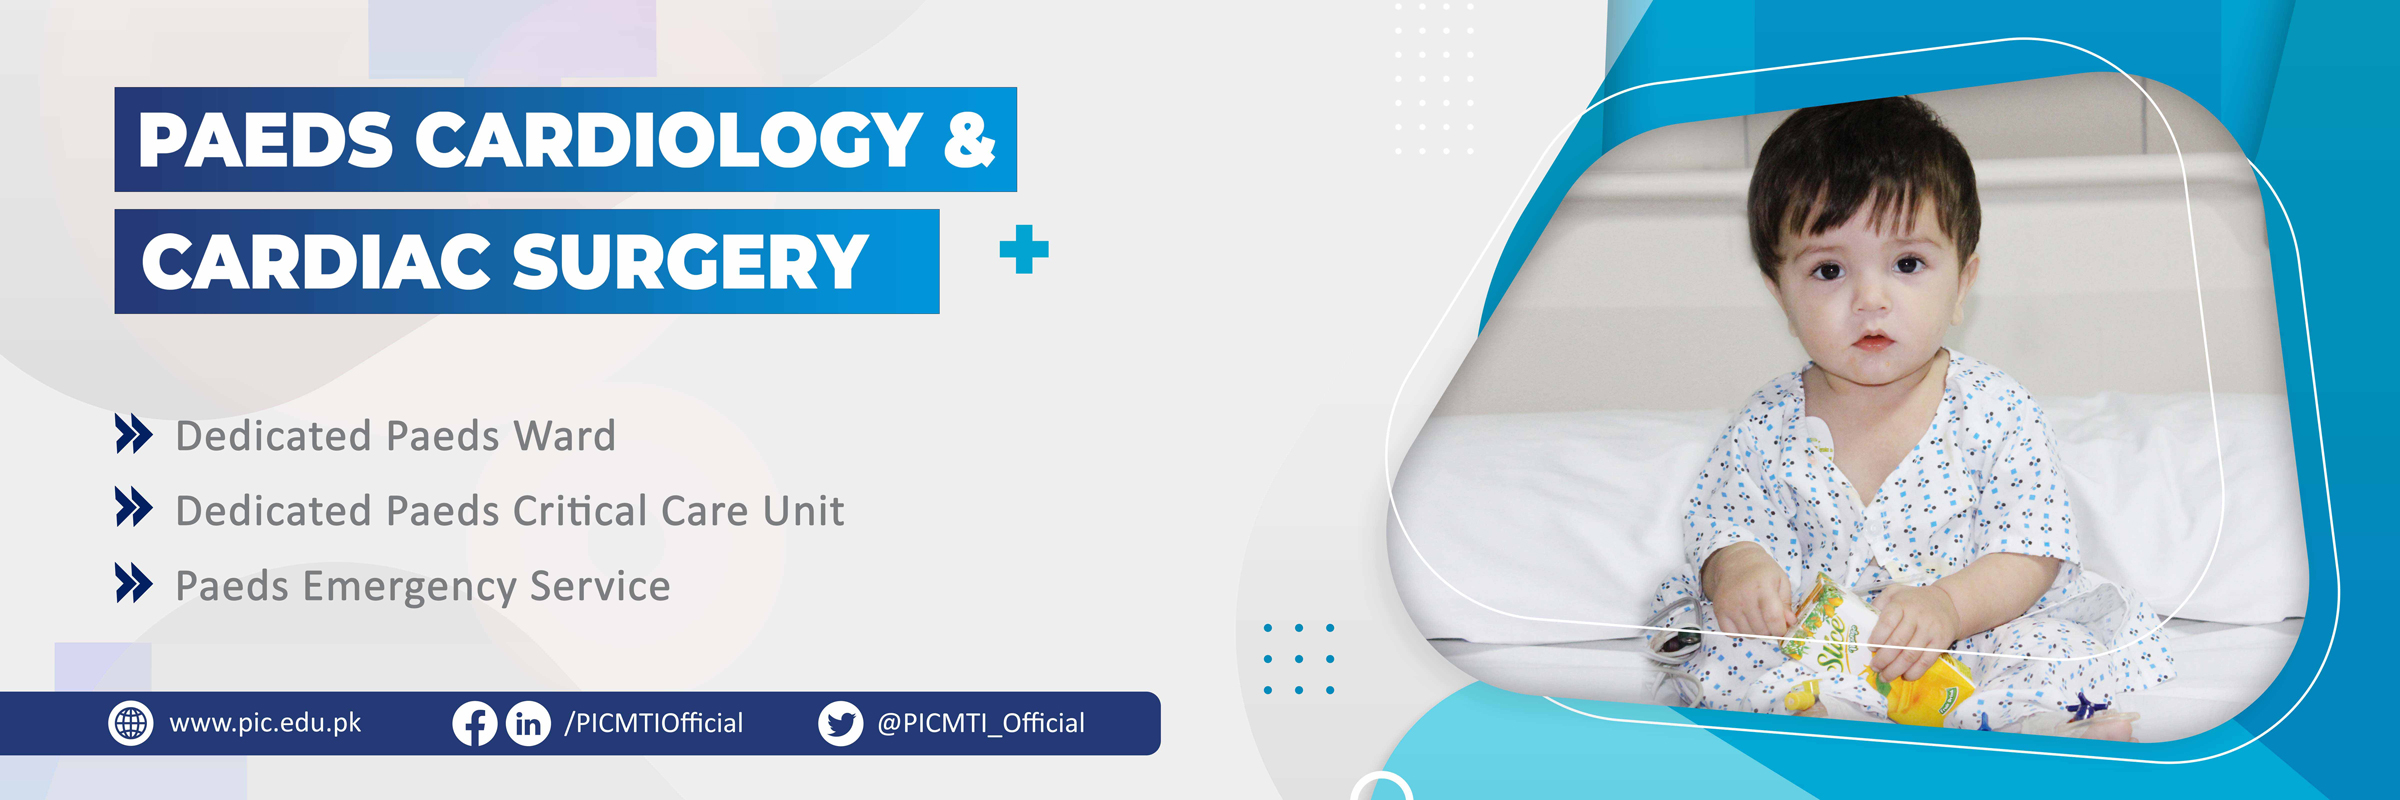 PAEDS CARDIOLOGY &
CARDIAC SURGERY
Dedicated Paeds Ward
Dedicated Paeds Critical Care Unit
Paeds Emergency Service
www.pic.edu.pk
/PICMTIOfficial
@PICMTI_Official
Slice